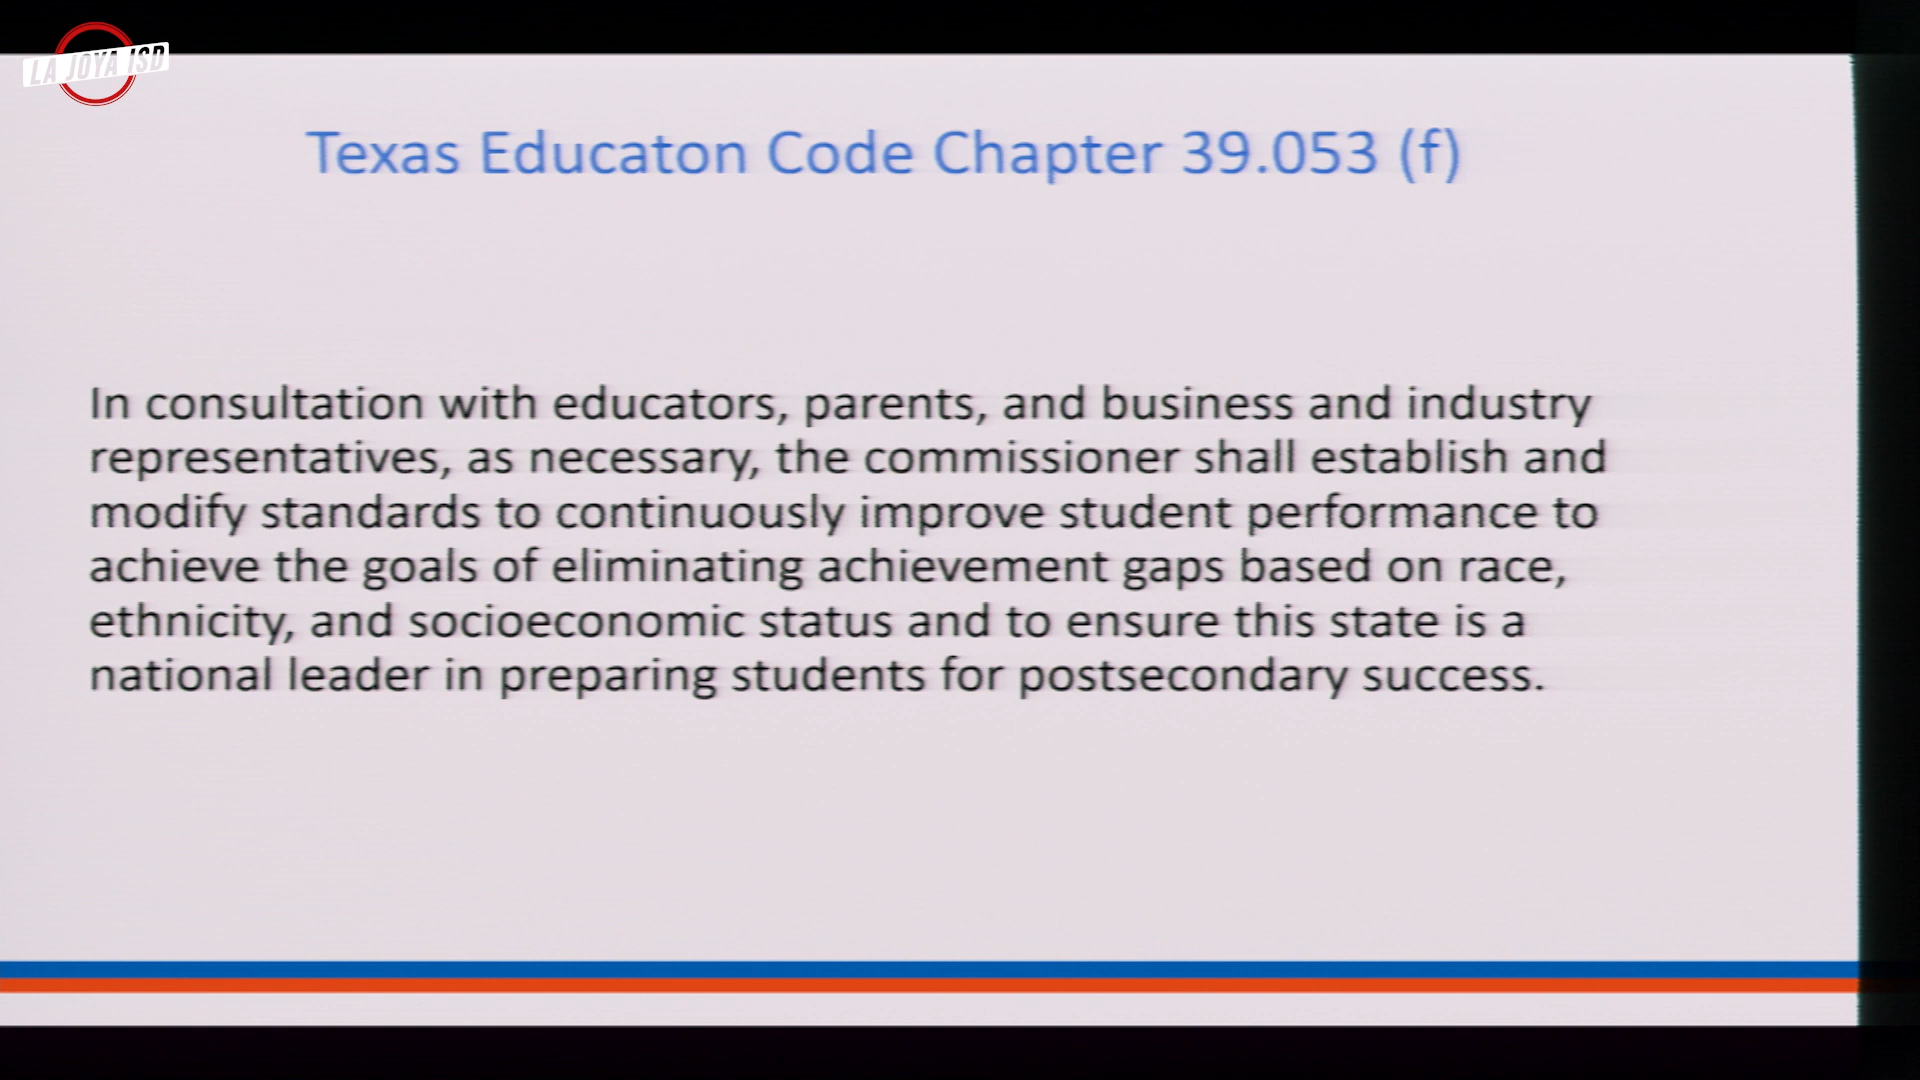 LA JOYA ISD
Texas Educaton Code Chapter 39.053 (f)
In consultation with educators, parents, and business and industry
representatives, as necessary, the commissioner shall establish and
modify standards to continuously improve student performance to
achieve the goals of eliminating achievement gaps based on race,
ethnicity, and socioeconomic status and to ensure this state is a
national leader in preparing students for postsecondary success.